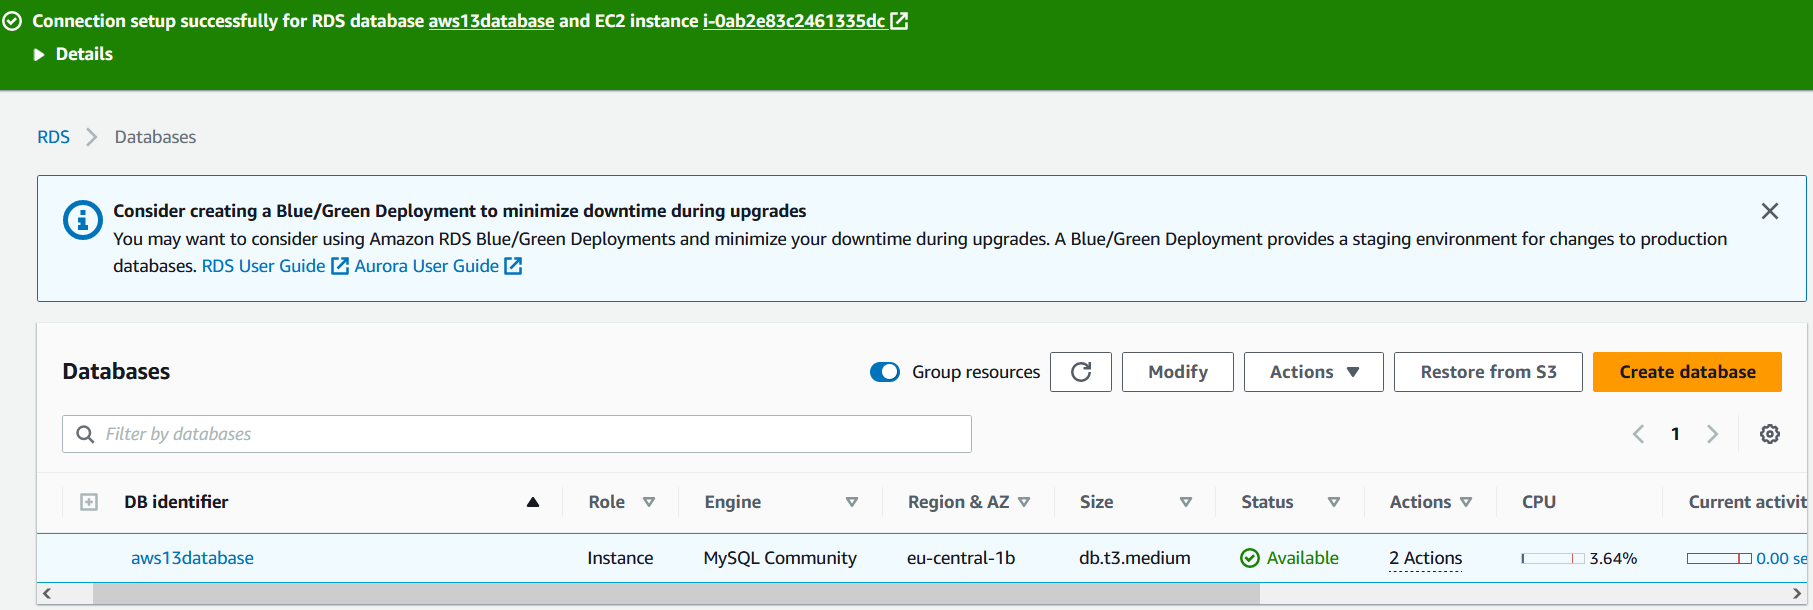 Connection setup successfully for RDS database aws13database and EC2 instance i-0ab2e83c2461335dc
Details
RDS Databases
Consider creating a Blue/Green Deployment to minimize downtime during upgrades
You may want to consider using Amazon RDS Blue/Green Deployments and minimize your downtime during upgrades. A Blue/Green Deployment provides a staging environment for changes to production
databases. RDS User Guide Aurora User Guide
Databases Group resources Modify Actions Restore from S3 Create database
Filter by databases 1
DB identifier Role Engine Region & AZ Size Status Actions CPU Current activit
aws13database Instance MySQL Community eu-central-1b db.t3.medium Available 2 Actions 3.64% 0.00 se